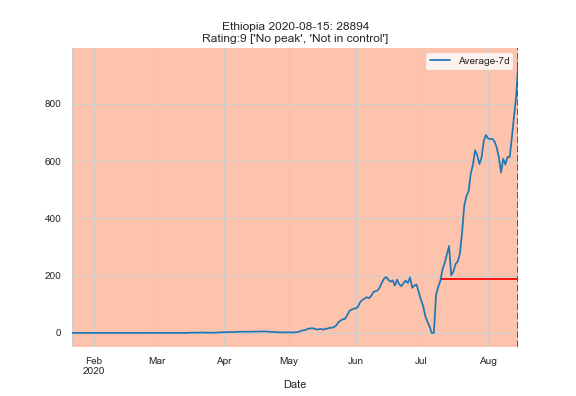 Ethiopia 2020-08-15: 28894
Rating:9 ['No peak', 'Not in control']
Average-7d
800
600
400
200
0
Feb
2020
Mar
Apr
May
Jun
Jul
Aug
Date